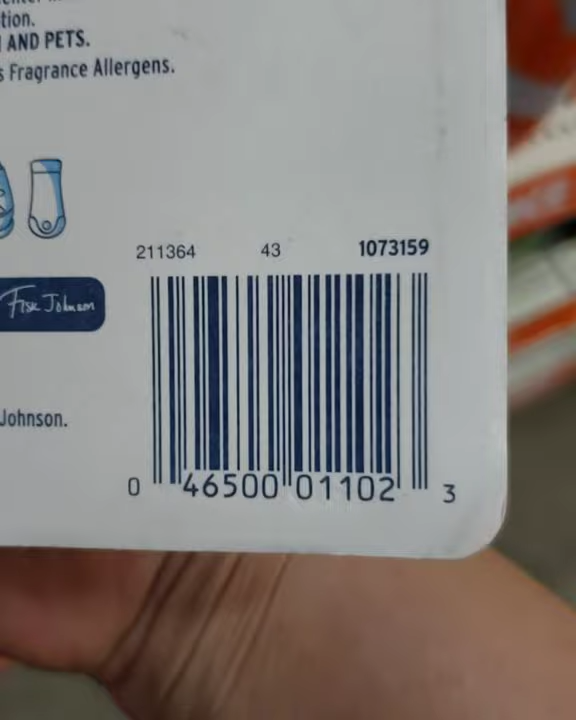 tion.
AND PETS.
Fragrance Allergens.
211364 43 1073159
Fisk Johnson
Johnson.
0 46500 01102 3